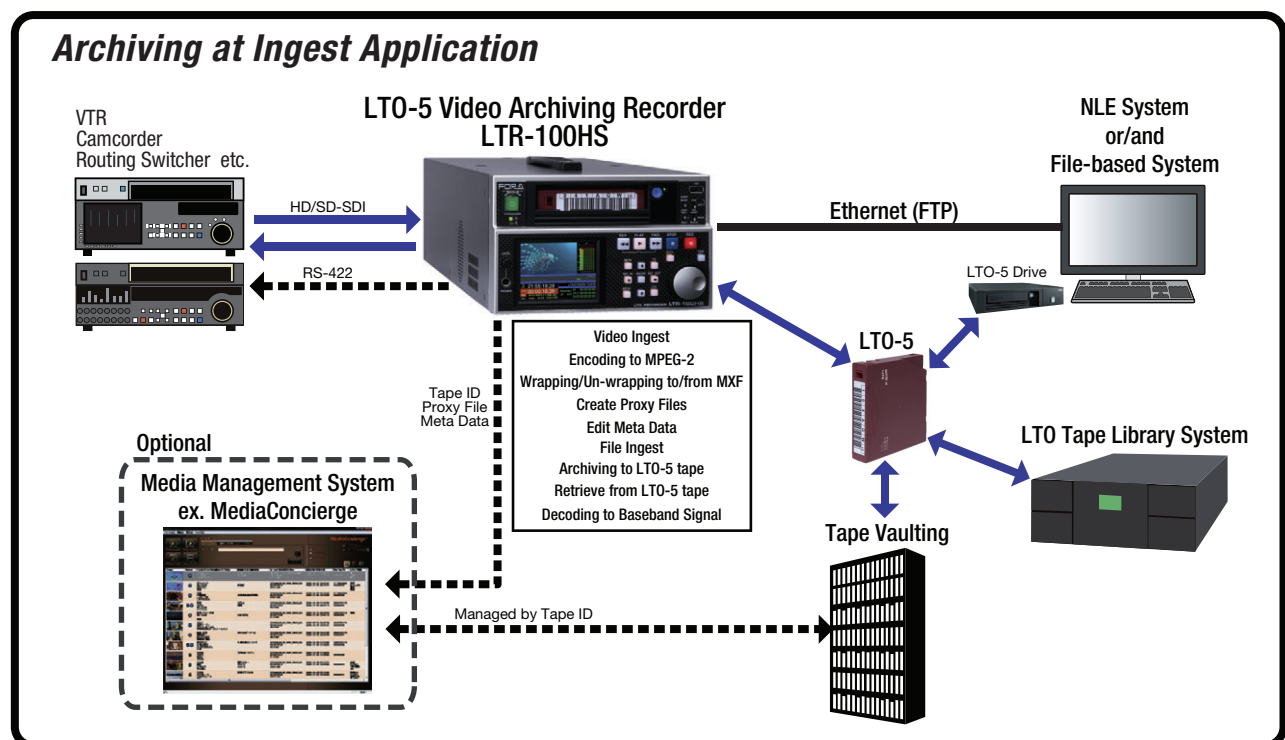 Archiving at Ingest Application
VTR
Camcorder
Routing Switcher etc.
LTO-5 Video Archiving Recorder
LTR-100HS
NLE System
or/and
File-based System
HD/SD-SDI
RS-422
Ethernet (FTP)
LTO-5 Drive
LTO-5
Video Ingest
Encoding to MPEG-2
Wrapping/Un-wrapping to/from MXF
Create Proxy Files
Edit Meta Data
File Ingest
Archiving to LTO-5 tape
Retrieve from LTO-5 tape
Decoding to Baseband Signal
Tape ID
Proxy File
Meta Data
Optional
Media Management System
ex. MediaConcierge
LTO Tape Library System
Tape Vaulting
Managed by Tape ID